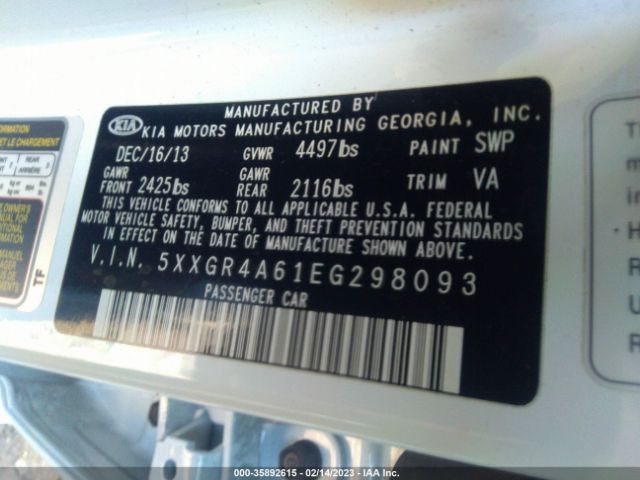 MANUFACTURED BY
KIA
KIA MOTORS MANUFACTURING GEORGIA, INC.
DEC/16/13 GVWR 4497lbs PAINT SWP
GAWR FRONT 2425lbs GAWR REAR 2116lbs TRIM VA
THIS VEHICLE CONFORMS TO ALL APPLICABLE U.S.A. FEDERAL
MOTOR VEHICLE SAFETY, BUMPER, AND THEFT PREVENTION STANDARDS
IN EFFECT ON THE DATE OF MANUFACTURE SHOWN ABOVE.
V.I.N. 5XXGR4A61EG298093
PASSENGER CAR
TF
000-35892615 - 02/14/2023 - IAA Inc.